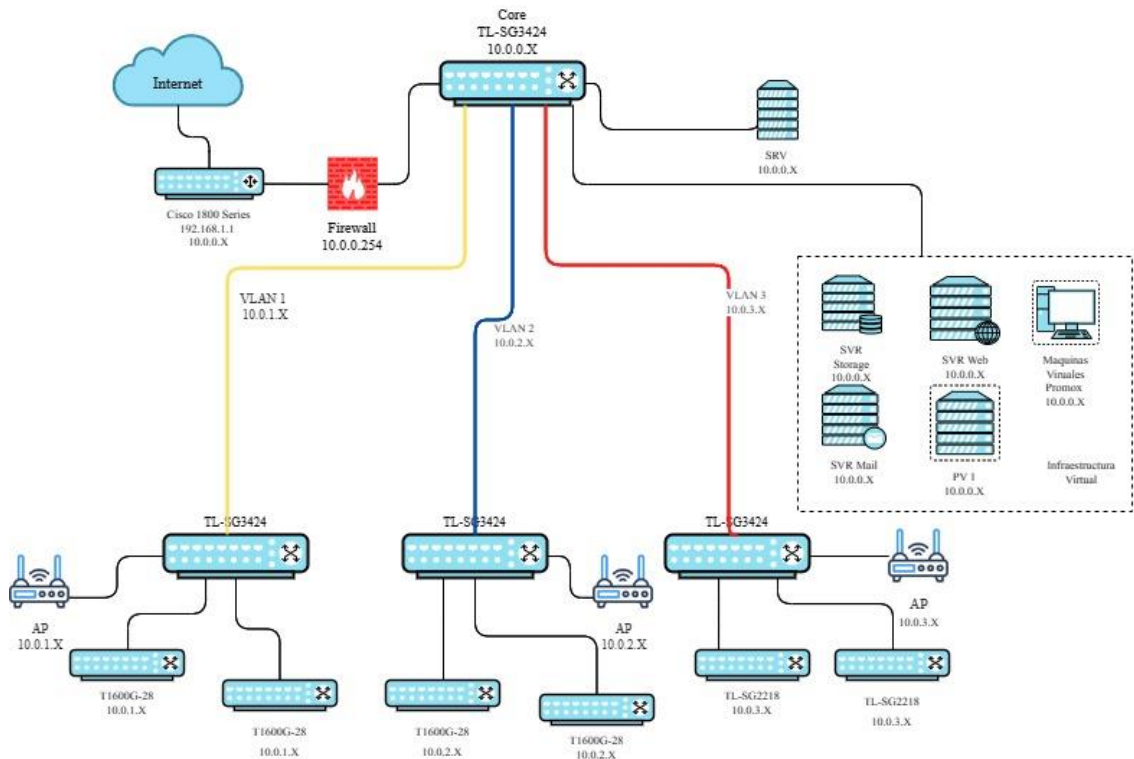 Core
TL-SG3424
10.0.0.X
Internet
SRV
10.0.0.X
Cisco 1800 Series
192.168.1.1
10.0.0.X
Firewall
10.0.0.254
VLAN 1
10.0.1.X
VLAN 2
10.0.2.X
VLAN 3
10.0.3.X
SVR
Storage
10.0.0.X
SVR Web
10.0.0.X
Maquinas
Viruales
Promox
10.0.0.X
SVR Mail
10.0.0.X
PV 1
10.0.0.X
Infraestructura
Virtual
TL-SG3424
TL-SG3424
TL-SG3424
AP
10.0.1.X
AP
10.0.2.X
AP
10.0.3.X
T1600G-28
10.0.1.X
T1600G-28
10.0.1.X
T1600G-28
10.0.2.X
T1600G-28
10.0.2.X
TL-SG2218
10.0.3.X
TL-SG2218
10.0.3.X